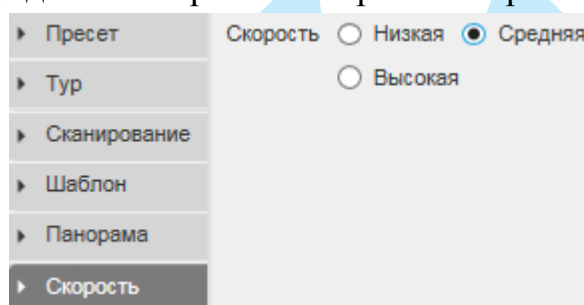 Пресет
Скорость Низкая Средняя
Тур
Высокая
Сканирование
Шаблон
Панорама
Скорость